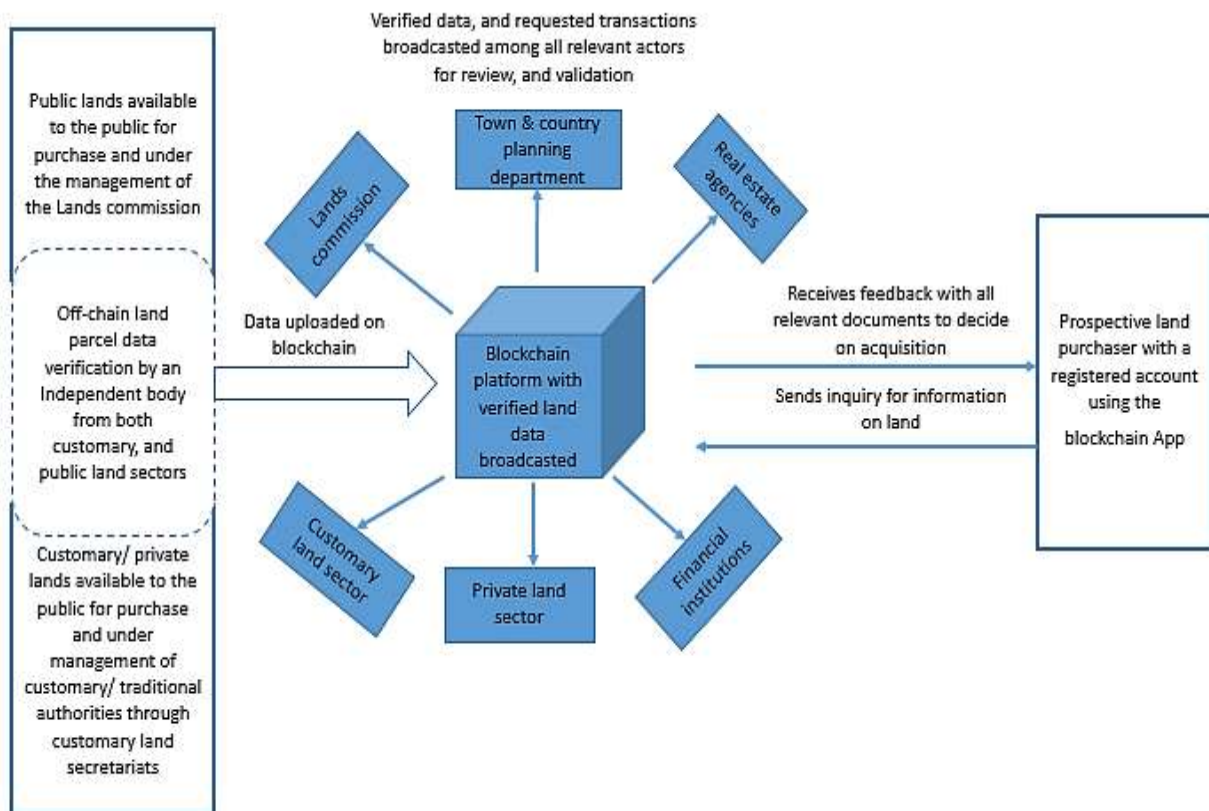 Verified data, and requested transactions
broadcasted among all relevant actors
for review, and validation
Public lands available
to the public for
purchase and under
the management of
the Lands commission
Off-chain land
parcel data
verification by an
Independent body
from both
customary, and
public land sectors
Customary/ private
lands available to the
public for purchase
and under
management of
customary/ traditional
authorities through
customary land
secretariats
Data uploaded on
blockchain
Lands
commission
Town & country
planning
department
Real estate
agencies
Blockchain
platform with
verified land
data
broadcasted
Customary
land sector
Private land
sector
Financial
institutions
Receives feedback with all
relevant documents to decide
on acquisition
Sends inquiry for information
on land
Prospective land
purchaser with a
registered account
using the
blockchain App